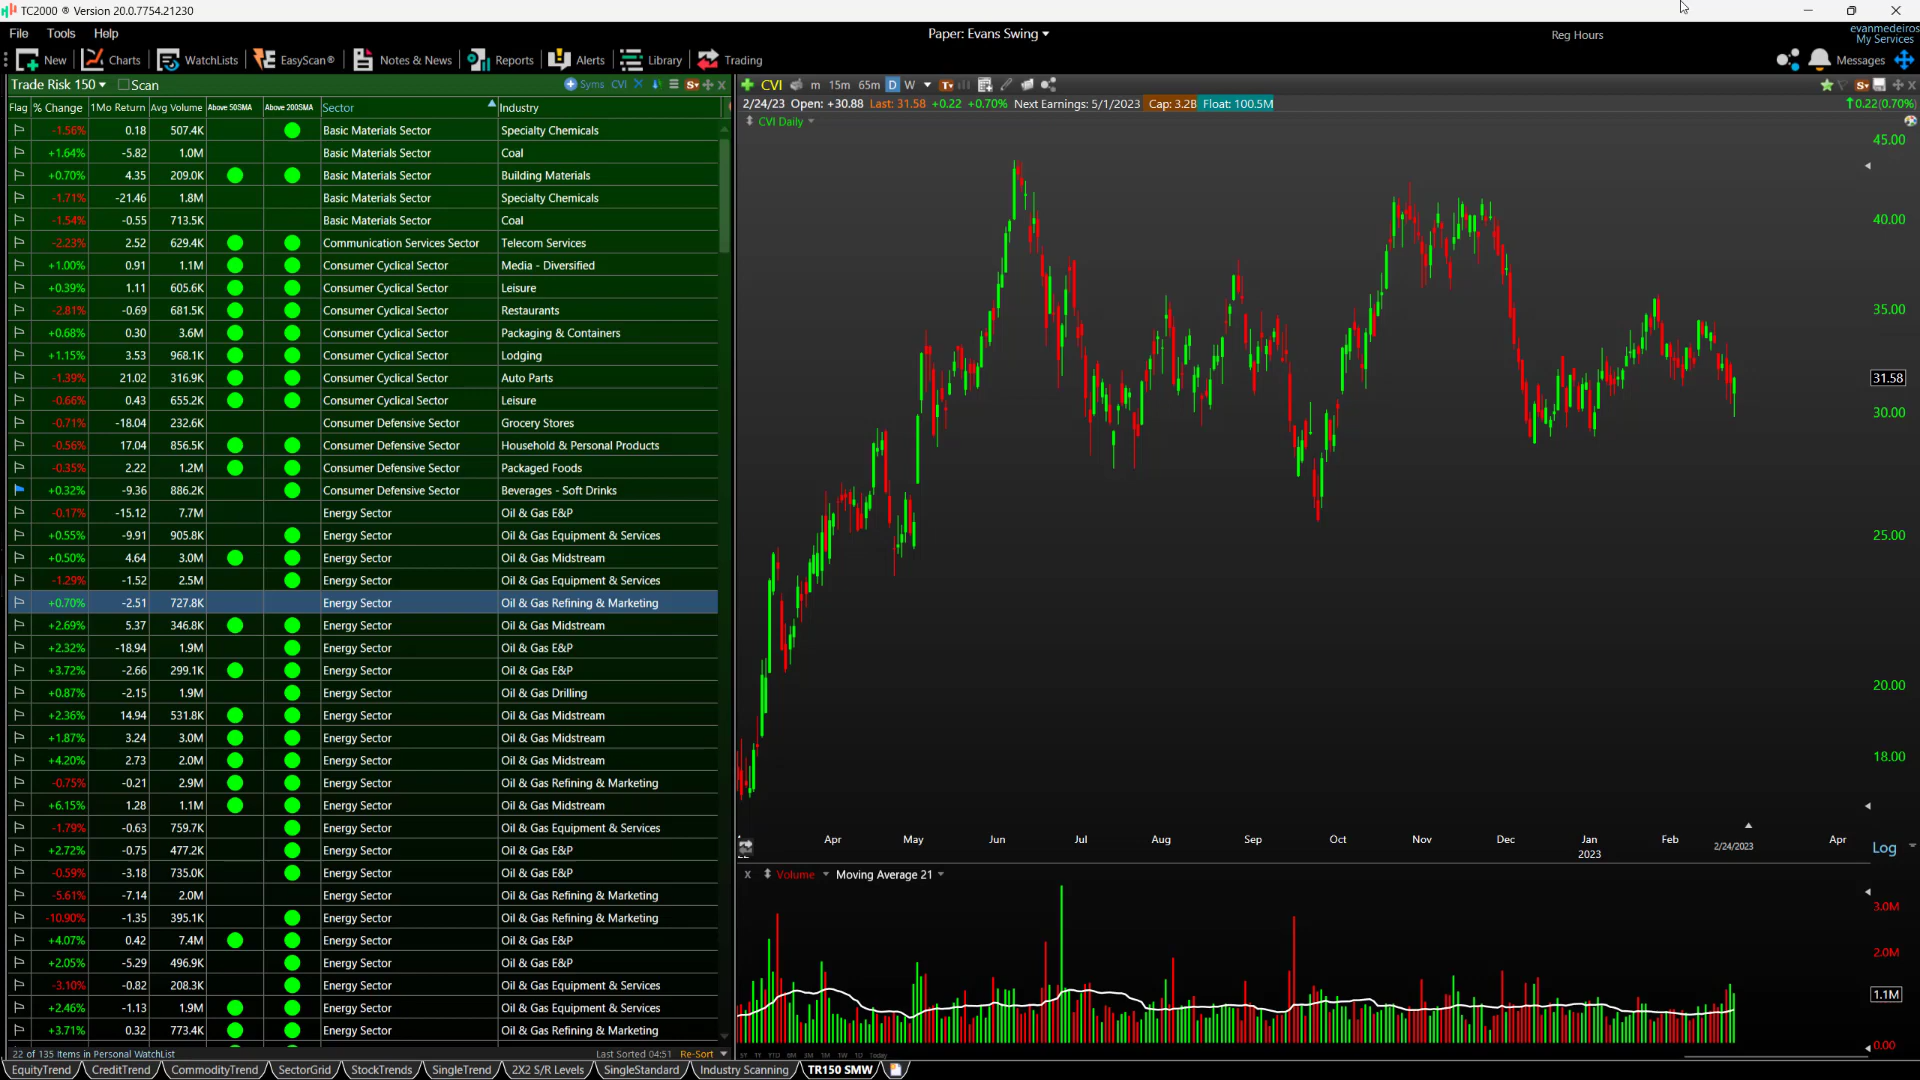 TC2000 ® Version 20.0.7754.21230
File Tools Help
Paper: Evans Swing
Reg Hours
evanmedeiros
My Services
New Charts WatchLists EasyScan® Notes & News Reports Alerts Library Trading
Messages
Trade Risk 150 Scan Syms CVI
CVI m 15m 65m D W
2/24/23 Open: +30.88 Last: 31.58 +0.22 +0.70% Next Earnings: 5/1/2023 Cap: 3.2B Float: 100.5M
0.22(0.70%)
CVI Daily
Flag % Change 1Mo Return Avg Volume Above 50SMA Above 200SMA Sector Industry
-1.56% 0.18 507.4K Basic Materials Sector Specialty Chemicals
+1.64% -5.82 1.0M Basic Materials Sector Coal
+0.70% 4.35 209.0K Basic Materials Sector Building Materials
-1.71% -21.46 1.8M Basic Materials Sector Specialty Chemicals
-1.54% -0.55 713.5K Basic Materials Sector Coal
-2.23% 2.52 629.4K Communication Services Sector Telecom Services
+1.00% 0.91 1.1M Consumer Cyclical Sector Media - Diversified
+0.39% 1.11 605.6K Consumer Cyclical Sector Leisure
-2.81% -0.69 681.5K Consumer Cyclical Sector Restaurants
+0.68% 0.30 3.6M Consumer Cyclical Sector Packaging & Containers
+1.15% 3.53 968.1K Consumer Cyclical Sector Lodging
-1.39% 21.02 316.9K Consumer Cyclical Sector Auto Parts
-0.66% 0.43 655.2K Consumer Cyclical Sector Leisure
-0.71% -18.04 232.6K Consumer Defensive Sector Grocery Stores
-0.56% 17.04 856.5K Consumer Defensive Sector Household & Personal Products
-0.35% 2.22 1.2M Consumer Defensive Sector Packaged Foods
+0.32% -9.36 886.2K Consumer Defensive Sector Beverages - Soft Drinks
-0.17% -15.12 7.7M Energy Sector Oil & Gas E&P
+0.55% -9.91 905.8K Energy Sector Oil & Gas Equipment & Services
+0.50% 4.64 3.0M Energy Sector Oil & Gas Midstream
-1.29% -1.52 2.5M Energy Sector Oil & Gas Equipment & Services
+0.70% -2.51 727.8K Energy Sector Oil & Gas Refining & Marketing
+2.69% 5.37 346.8K Energy Sector Oil & Gas Midstream
+2.32% -18.94 1.9M Energy Sector Oil & Gas E&P
+3.72% -2.66 299.1K Energy Sector Oil & Gas E&P
+0.87% -2.15 1.9M Energy Sector Oil & Gas Drilling
+2.36% 14.94 531.8K Energy Sector Oil & Gas Midstream
+1.87% 3.24 3.0M Energy Sector Oil & Gas Midstream
+4.20% 2.73 2.0M Energy Sector Oil & Gas Midstream
-0.75% -0.21 2.9M Energy Sector Oil & Gas Refining & Marketing
+6.15% 1.28 1.1M Energy Sector Oil & Gas Midstream
-1.79% -0.63 759.7K Energy Sector Oil & Gas Equipment & Services
+2.72% -0.75 477.2K Energy Sector Oil & Gas E&P
-0.59% -3.18 735.0K Energy Sector Oil & Gas E&P
-5.61% -7.14 2.0M Energy Sector Oil & Gas Refining & Marketing
-10.90% -1.35 395.1K Energy Sector Oil & Gas Refining & Marketing
+4.07% 0.42 7.4M Energy Sector Oil & Gas E&P
+2.05% -5.29 496.9K Energy Sector Oil & Gas E&P
-3.10% -0.82 208.3K Energy Sector Oil & Gas Equipment & Services
+2.46% -1.13 1.9M Energy Sector Oil & Gas Equipment & Services
+3.71% 0.32 773.4K Energy Sector Oil & Gas Refining & Marketing
22 of 135 Items in Personal WatchList Last Sorted 04:51 Re-Sort
45.00
40.00
35.00
31.58
30.00
25.00
20.00
18.00
Apr May Jun Jul Aug Sep Oct Nov Dec Jan Feb 2/24/2023 Apr
2023
Log
X Volume Moving Average 21
3.0M
2.0M
1.1M
0.00
5Y 1Y YTD 6M 3M 1M 1W 1D Today
EquityTrend CreditTrend CommodityTrend SectorGrid StockTrends SingleTrend 2X2 S/R Levels SingleStandard Industry Scanning TR150 SMW